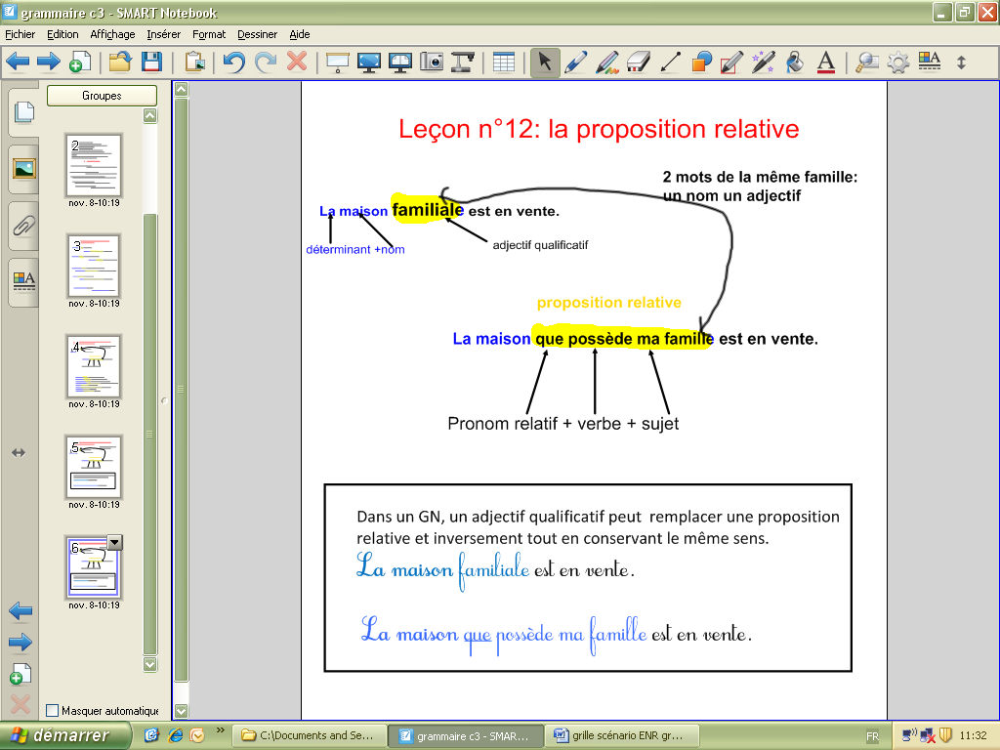 grammaire c3 - SMART Notebook
Fichier Edition Affichage Insérer Format Dessiner Aide
Groupes
2
nov. 8-10:19
3
nov. 8-10:19
4
nov. 8-10:19
5
nov. 8-10:19
6
nov. 8-10:19
Masquer automatique
Leçon n°12: la proposition relative
2 mots de la même famille:
un nom un adjectif
La maison familiale est en vente.
déterminant +nom
adjectif qualificatif
proposition relative
La maison que possède ma famille est en vente.
Pronom relatif + verbe + sujet
Dans un GN, un adjectif qualificatif peut remplacer une proposition
relative et inversement tout en conservant le même sens.
La maison familiale est en vente.
La maison que possède ma famille est en vente.
démarrer
C:\Documents and Se...
grammaire c3 - SMAR...
grille scénario ENR gr...
FR
11:32